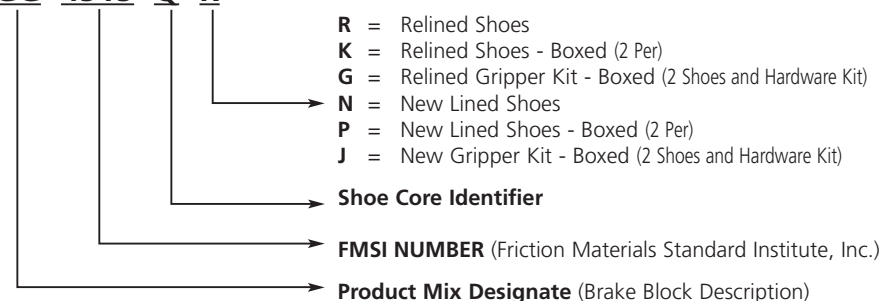 R = Relined Shoes
K = Relined Shoes - Boxed (2 Per)
G = Relined Gripper Kit - Boxed (2 Shoes and Hardware Kit)
N = New Lined Shoes
P = New Lined Shoes - Boxed (2 Per)
J = New Gripper Kit - Boxed (2 Shoes and Hardware Kit)
Shoe Core Identifier
FMSI NUMBER (Friction Materials Standard Institute, Inc.)
Product Mix Designate (Brake Block Description)